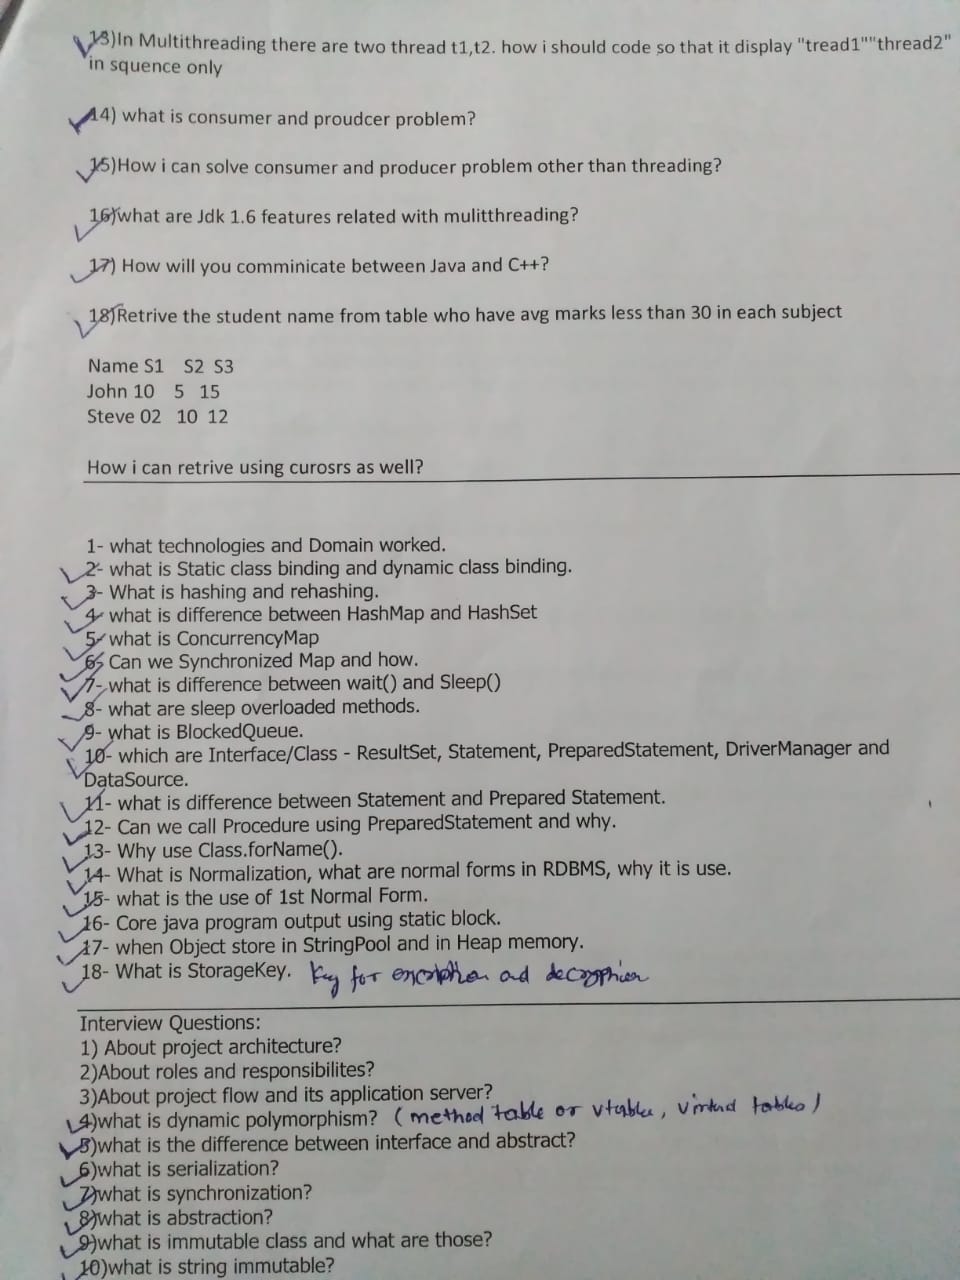 13)In Multithreading there are two thread t1,t2. how i should code so that it display "tread1""thread2"
in squence only
14) what is consumer and proudcer problem?
15)How i can solve consumer and producer problem other than threading?
16)what are Jdk 1.6 features related with mulitthreading?
17) How will you comminicate between Java and C++?
18)Retrive the student name from table who have avg marks less than 30 in each subject
Name S1 S2 S3
John 10 5 15
Steve 02 10 12
How i can retrive using curosrs as well?
1- what technologies and Domain worked.
2- what is Static class binding and dynamic class binding.
3- What is hashing and rehashing.
4- what is difference between HashMap and HashSet
5- what is ConcurrencyMap
6- Can we Synchronized Map and how.
7- what is difference between wait() and Sleep()
8- what are sleep overloaded methods.
9- what is BlockedQueue.
10- which are Interface/Class - ResultSet, Statement, PreparedStatement, DriverManager and
DataSource.
11- what is difference between Statement and Prepared Statement.
12- Can we call Procedure using PreparedStatement and why.
13- Why use Class.forName().
14- What is Normalization, what are normal forms in RDBMS, why it is use.
15- what is the use of 1st Normal Form.
16- Core java program output using static block.
17- when Object store in StringPool and in Heap memory.
18- What is StorageKey. Key for and
Interview Questions:
1) About project architecture?
2)About roles and responsibilites?
3)About project flow and its application server?
4)what is dynamic polymorphism? (method table or vtable, virtual tables)
5)what is the difference between interface and abstract?
6)what is serialization?
7)what is synchronization?
8)what is abstraction?
9)what is immutable class and what are those?
10)what is string immutable?